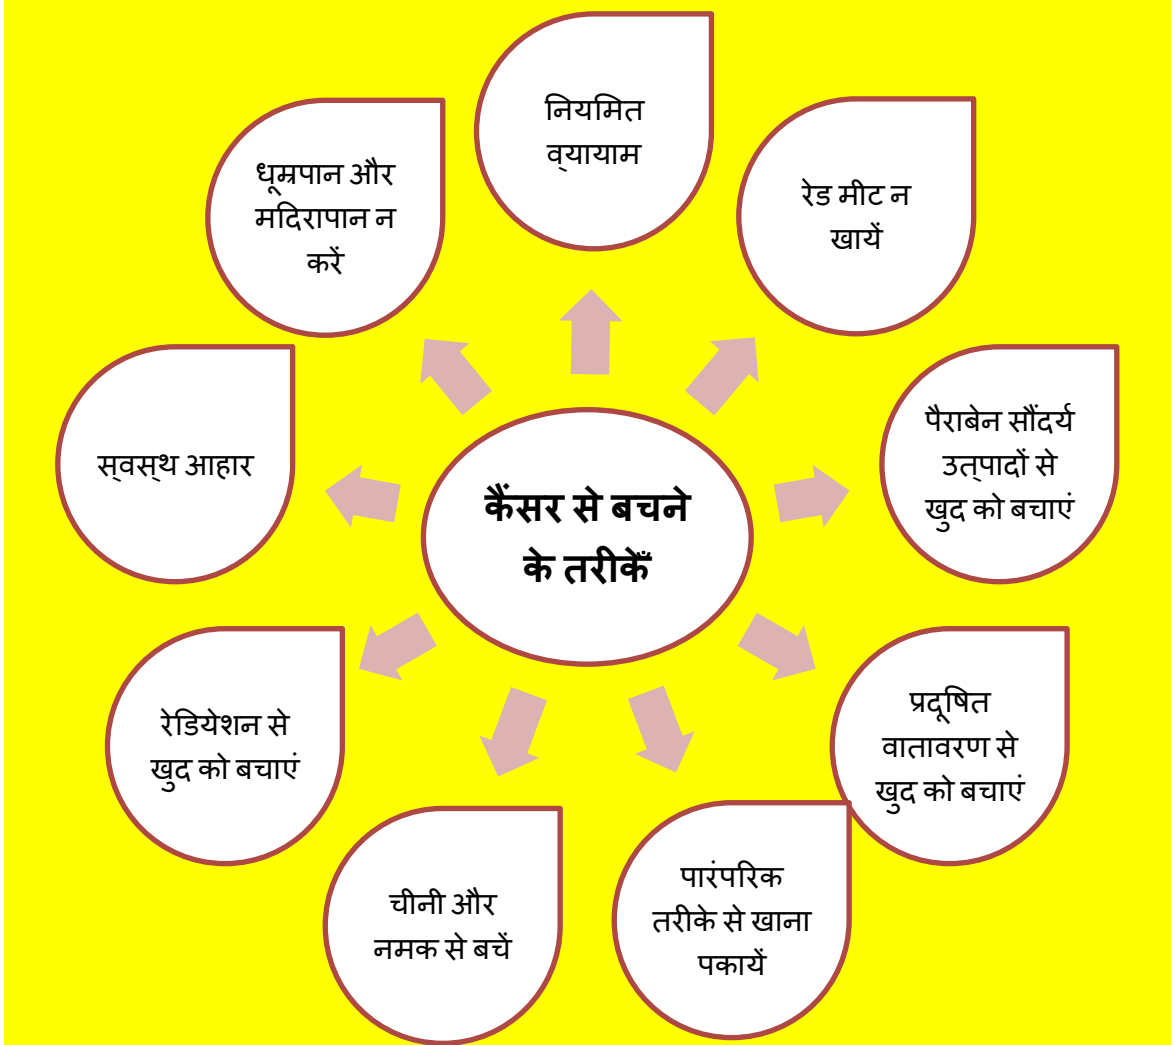 कैंसर से बचने
के तरीकेँ
नियमित
व्यायाम
रेड मीट न
खायें
पैराबेन सौंदर्य
उत्पादों से
खुद को बचाएं
प्रदूषित
वातावरण से
खुद को बचाएं
पारंपरिक
तरीके से खाना
पकायें
चीनी और
नमक से बचें
रेडियेशन से
खुद को बचाएं
स्वस्थ आहार
धूम्रपान और
मदिरापान न
करें